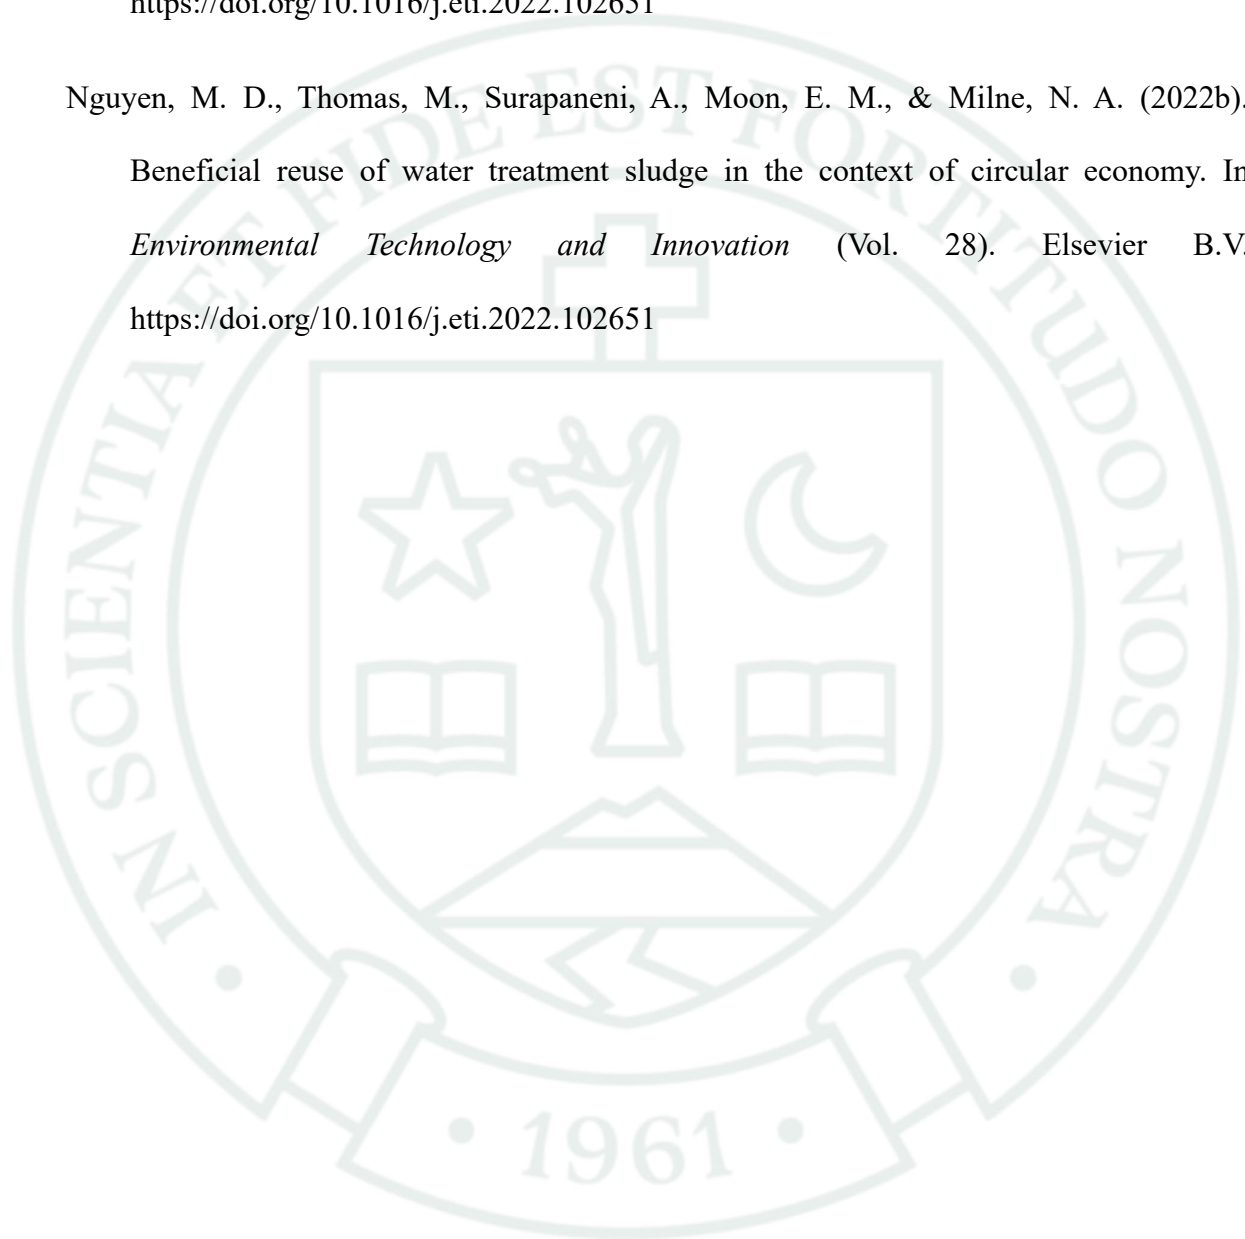 https://doi.org/10.1016/j.eti.2022.102651
Nguyen, M. D., Thomas, M., Surapaneni, A., Moon, E. M., & Milne, N. A. (2022b).
Beneficial reuse of water treatment sludge in the context of circular economy. In
Environmental Technology and Innovation (Vol. 28). Elsevier B.V.
https://doi.org/10.1016/j.eti.2022.102651
IN SCIENTIA ET FIDE EST FORTITUDO NOSTRA
• 1961 •